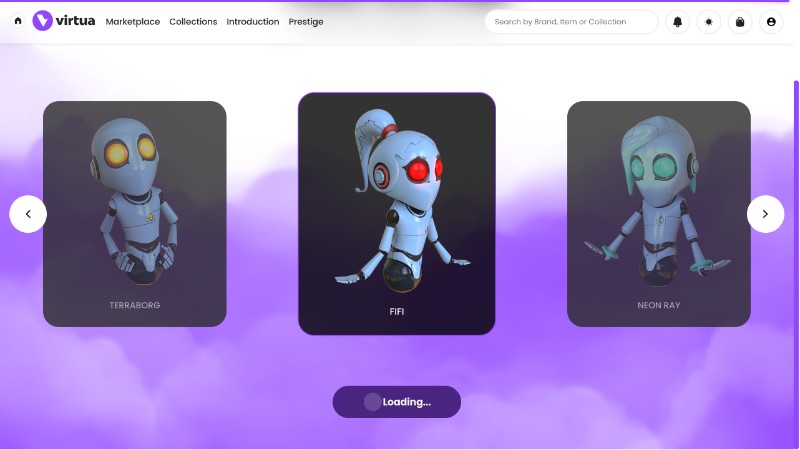 virtua Marketplace Collections Introduction Prestige Search by Brand, Item or Collection
TERRABORG
FIFI
NEON RAY
Loading...